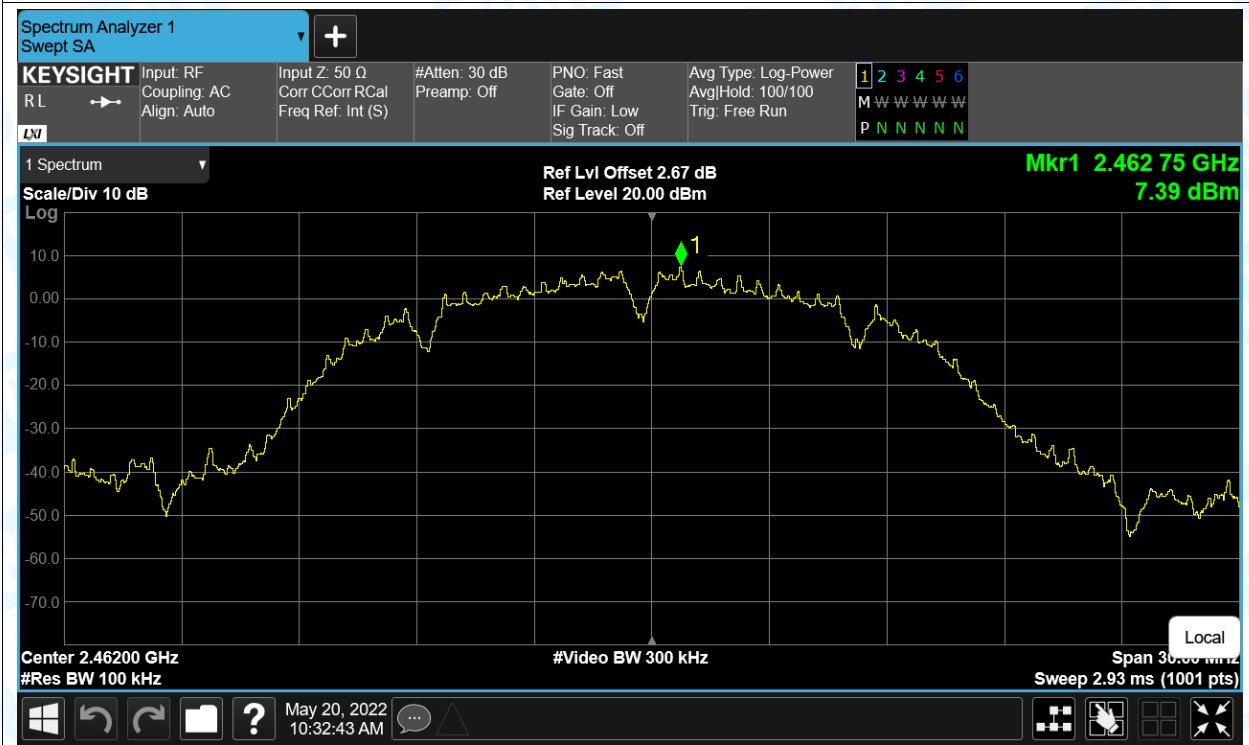 Spectrum Analyzer 1
Swept SA
+
KEYSIGHT
R L
LXI
Input: RF
Coupling: AC
Align: Auto
Input Z: 50 Ω
Corr CCorr RCal
Freq Ref: Int (S)
#Atten: 30 dB
Preamp: Off
PNO: Fast
Gate: Off
IF Gain: Low
Sig Track: Off
Avg Type: Log-Power
Avg|Hold: 100/100
Trig: Free Run
1 2 3 4 5 6
M W W W W W
P N N N N N
1 Spectrum
Scale/Div 10 dB
Ref Lvl Offset 2.67 dB
Ref Level 20.00 dBm
Mkr1 2.462 75 GHz
7.39 dBm
Log
1
10.0
0.00
-10.0
-20.0
-30.0
-40.0
-50.0
-60.0
-70.0
Local
Center 2.46200 GHz
#Res BW 100 kHz
#Video BW 300 kHz
Span 30.00 MHz
Sweep 2.93 ms (1001 pts)
?
May 20, 2022
10:32:43 AM